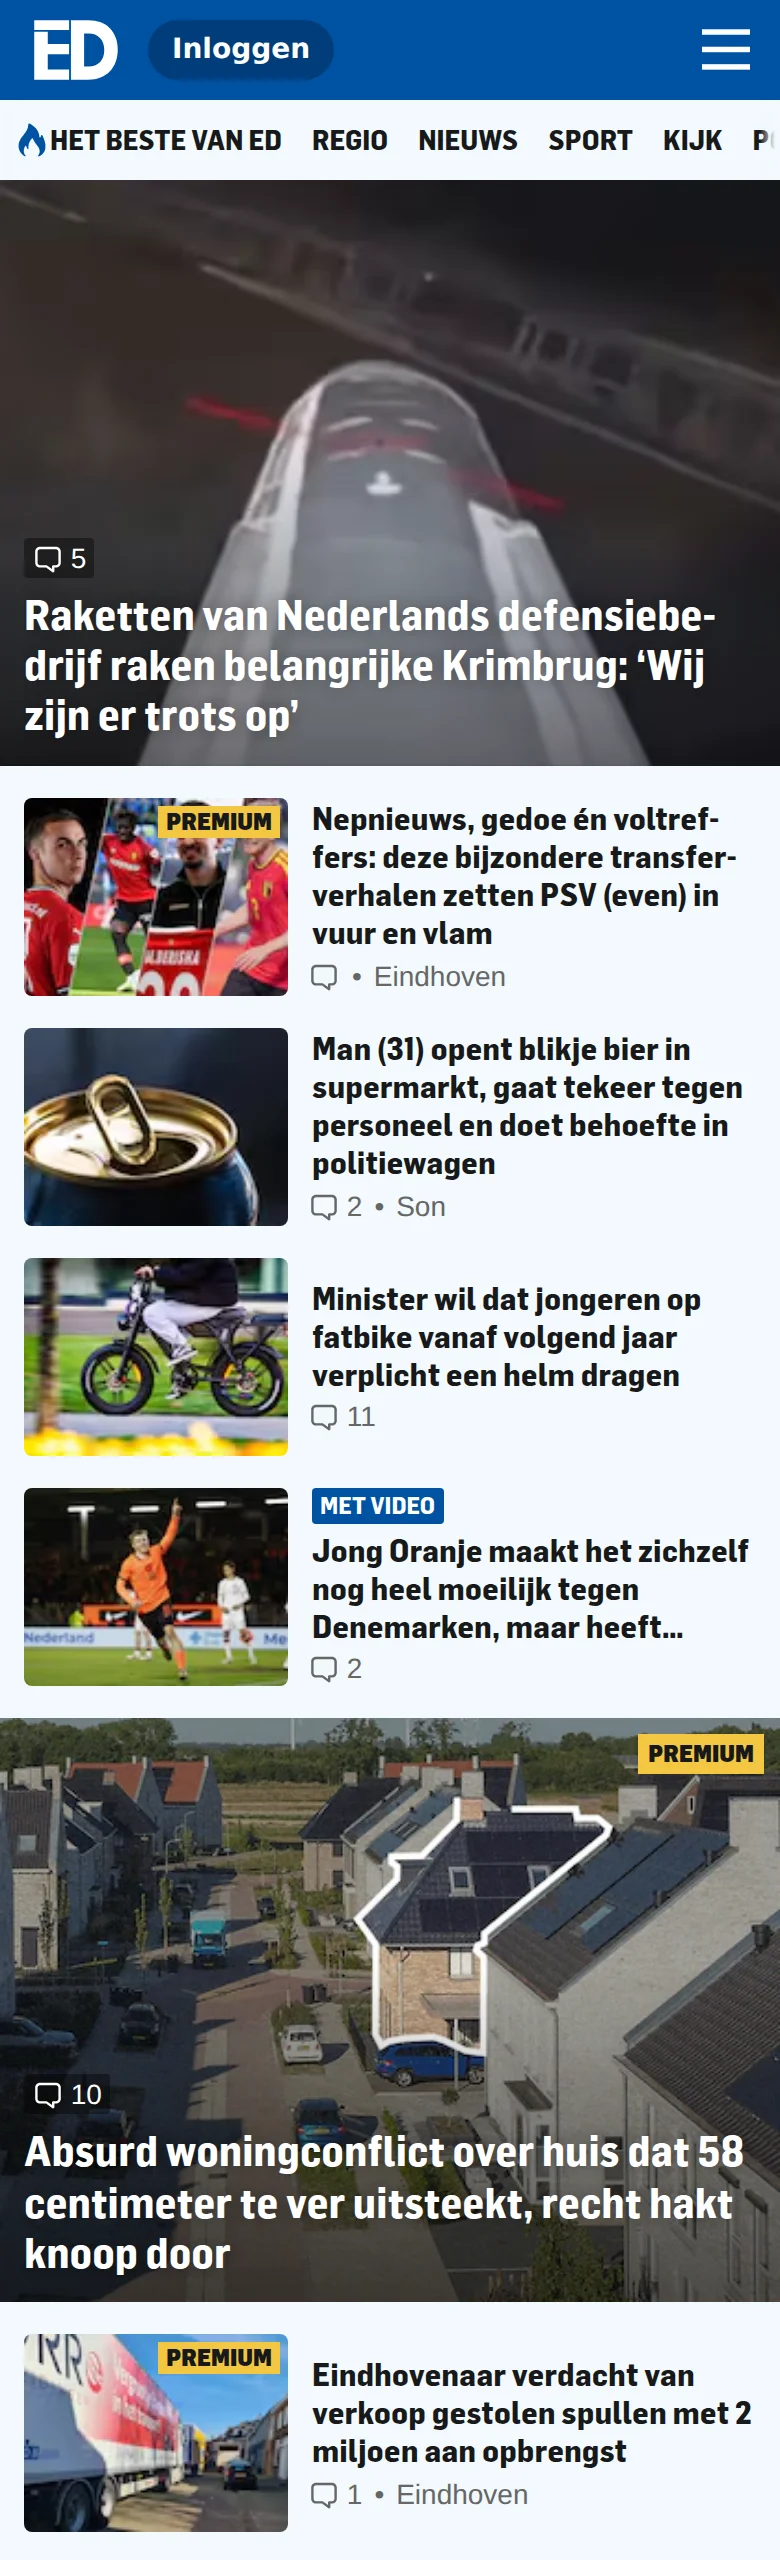 ED
Inloggen
HET BESTE VAN ED REGIO NIEUWS SPORT KIJK
5
Raketten van Nederlands defensiebe-
drijf raken belangrijke Krimbrug: ‘Wij
zijn er trots op’
PREMIUM
Nepnieuws, gedoe én voltref-
fers: deze bijzondere transfer-
verhalen zetten PSV (even) in
vuur en vlam
• Eindhoven
Man (31) opent blikje bier in
supermarkt, gaat tekeer tegen
personeel en doet behoefte in
politiewagen
2 • Son
Minister wil dat jongeren op
fatbike vanaf volgend jaar
verplicht een helm dragen
11
Nederland
MET VIDEO
Jong Oranje maakt het zichzelf
nog heel moeilijk tegen
Denemarken, maar heeft...
2
PREMIUM
10
Absurd woningconflict over huis dat 58
centimeter te ver uitsteekt, recht hakt
knoop door
PREMIUM
Eindhovenaar verdacht van
verkoop gestolen spullen met 2
miljoen aan opbrengst
1 • Eindhoven